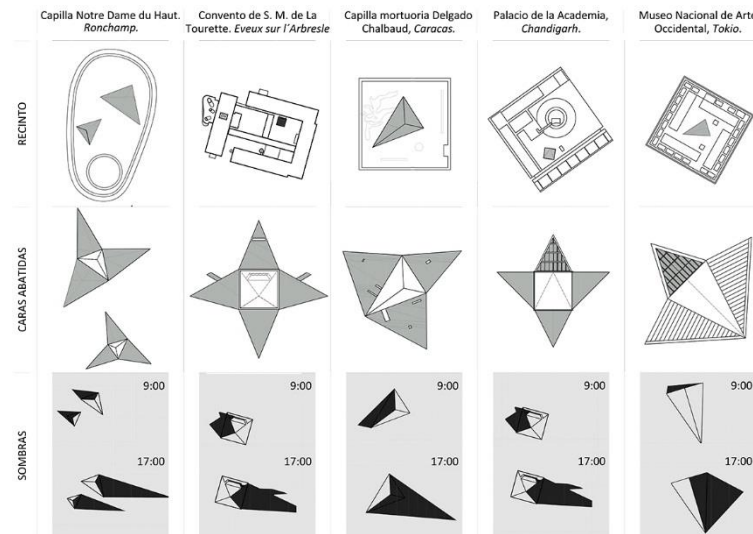 Capilla Notre Dame du Haut.
Ronchamp.
Convento de S. M. de La
Tourette. Eveux sur l´Arbresle
Capilla mortuoria Delgado
Chalbaud, Caracas.
Palacio de la Academia,
Chandigarh.
Museo Nacional de Arte
Occidental, Tokio.
RECINTO
CARAS ABATIDAS
SOMBRAS
9:00
9:00
9:00
9:00
9:00
17:00
17:00
17:00
17:00
17:00